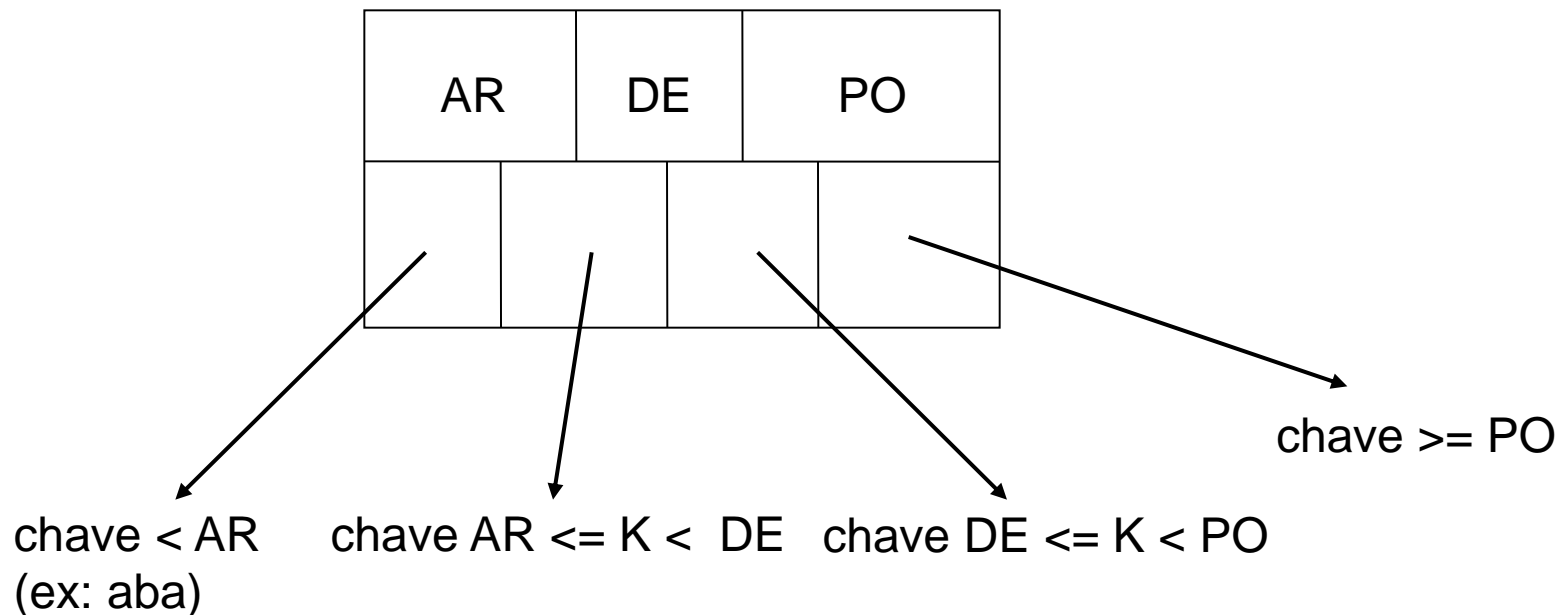 AR DE PO
chave >= PO
chave < AR chave AR <= K < DE chave DE <= K < PO
(ex: aba)